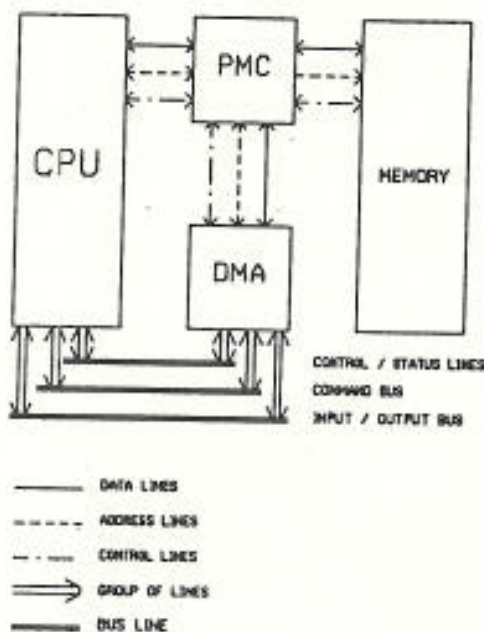 PMC
CPU
MEMORY
DMA
CONTROL / STATUS LINES
COMMAND BUS
INPUT / OUTPUT BUS
DATA LINES
ADDRESS LINES
CONTROL LINES
GROUP OF LINES
BUS LINE